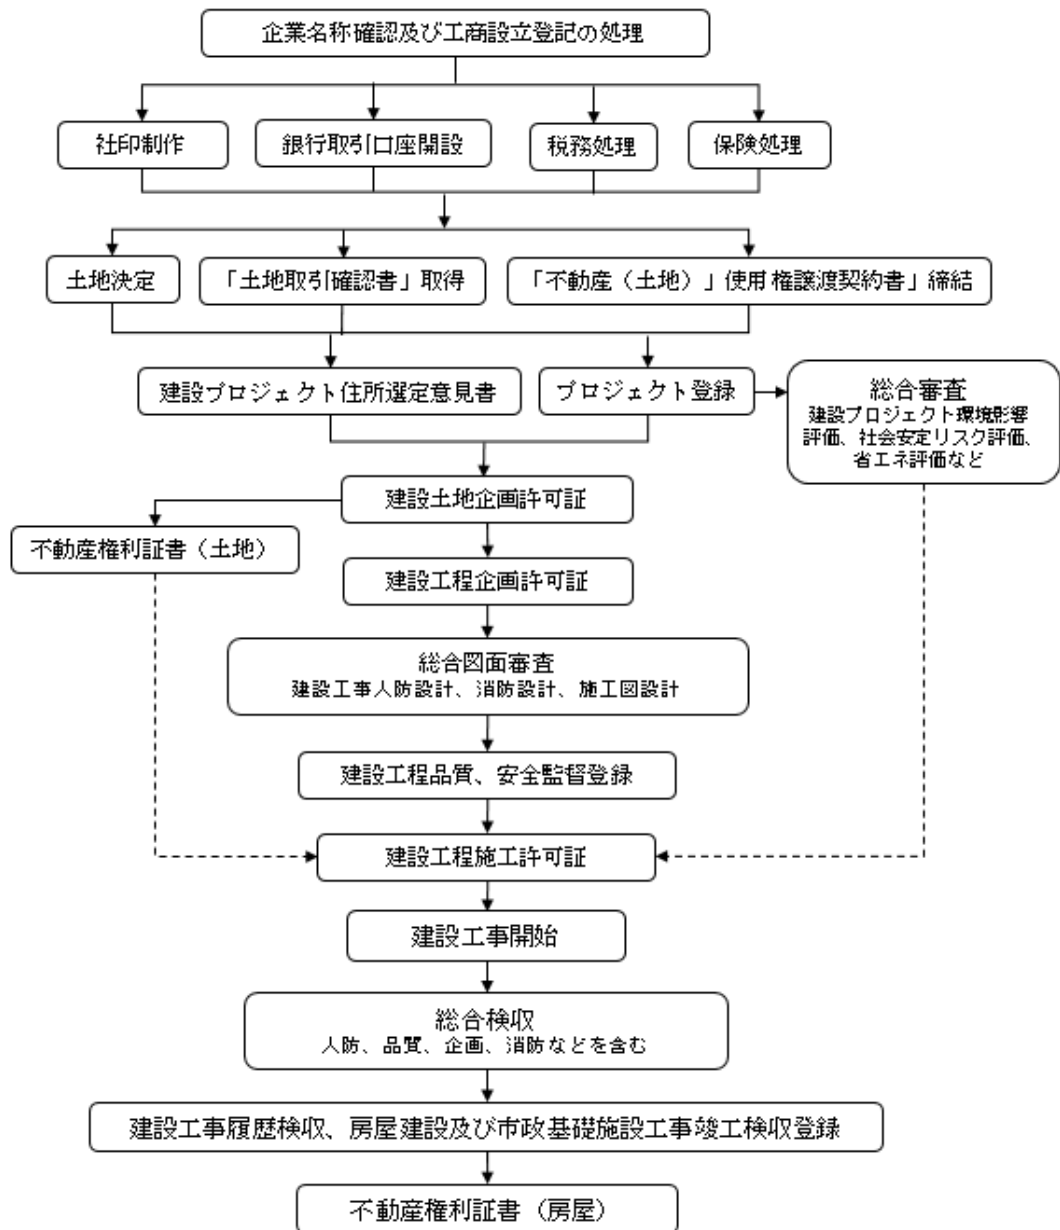 企業名称確認及び工商設立登記の処理
社印制作
銀行取引口座開設
税務処理
保険処理
土地決定
「土地取引確認書」取得
「不動産（土地）」使用権譲渡契約書」締結
建設プロジェクト住所選定意見書
プロジェクト登録
総合審査
建設プロジェクト環境影響
評価、社会安定リスク評価、
省エネ評価など
建設土地企画許可証
不動産権利証書（土地）
建設工程企画許可証
総合図面審査
建設工事人防設計、消防設計、施工図設計
建設工程品質、安全監督登録
建設工程施工許可証
建設工事開始
総合検収
人防、品質、企画、消防などを含む
建設工事履歴検収、房屋建設及び市政基礎施設工事竣工検収登録
不動産権利証書（房屋）